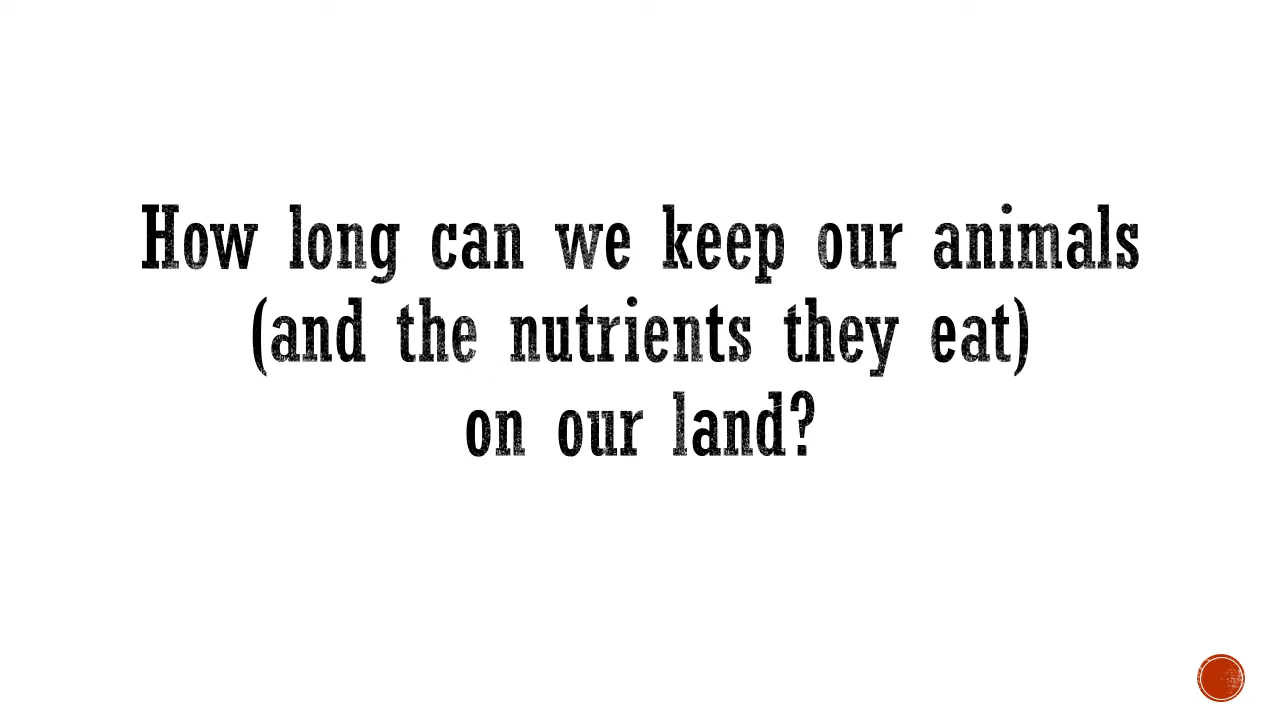 How long can we keep our animals
(and the nutrients they eat)
on our land?